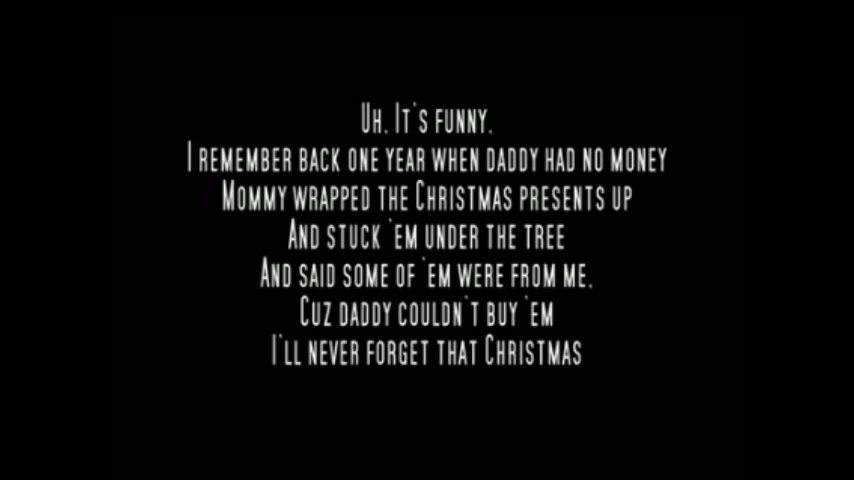 Uh. It's funny.
I remember back one year when daddy had no money
Mommy wrapped the Christmas presents up
And stuck 'em under the tree
And said some of 'em were from me.
Cuz daddy couldn't buy 'em
I'll never forget that Christmas